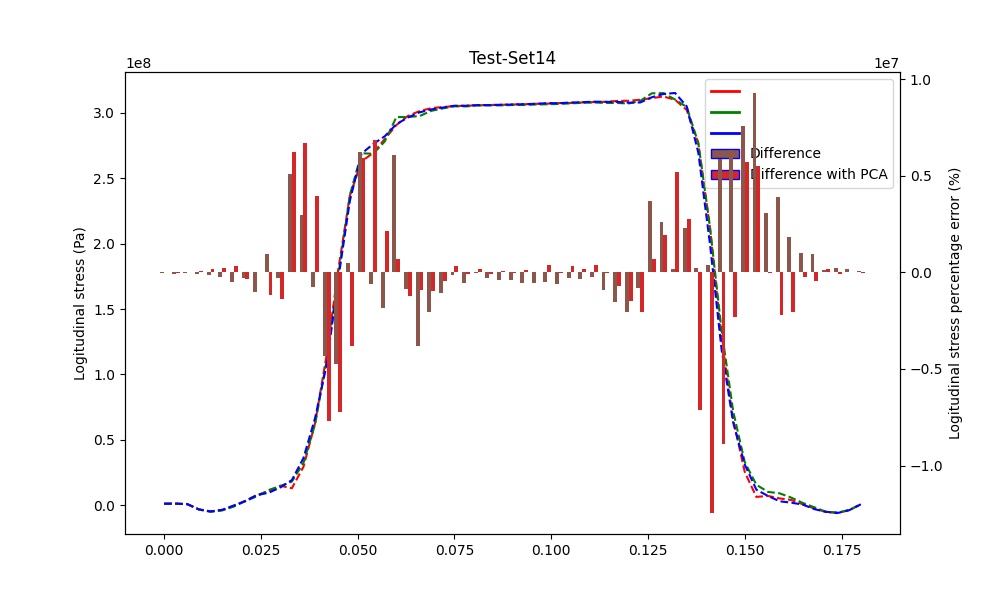 Test-Set14
1e8
1e7
3.0
2.5
2.0
1.5
1.0
0.5
0.0
Logitudinal stress (Pa)
1.0
0.5
0.0
−0.5
−1.0
Logitudinal stress percentage error (%)
Difference
Difference with PCA
0.000
0.025
0.050
0.075
0.100
0.125
0.150
0.175